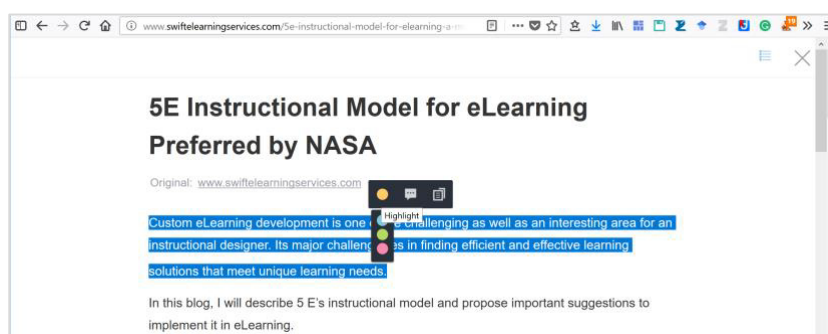 www.swiftelearningservices.com/5e-instructional-model-for-elearning-a-m
19
5E Instructional Model for eLearning
Preferred by NASA
Original: www.swiftelearningservices.com
Highlight
Custom eLearning development is one challenging as well as an interesting area for an
instructional designer. Its major in finding efficient and effective learning
solutions that meet unique learning needs.
In this blog, I will describe 5 E's instructional model and propose important suggestions to
implement it in eLearning.